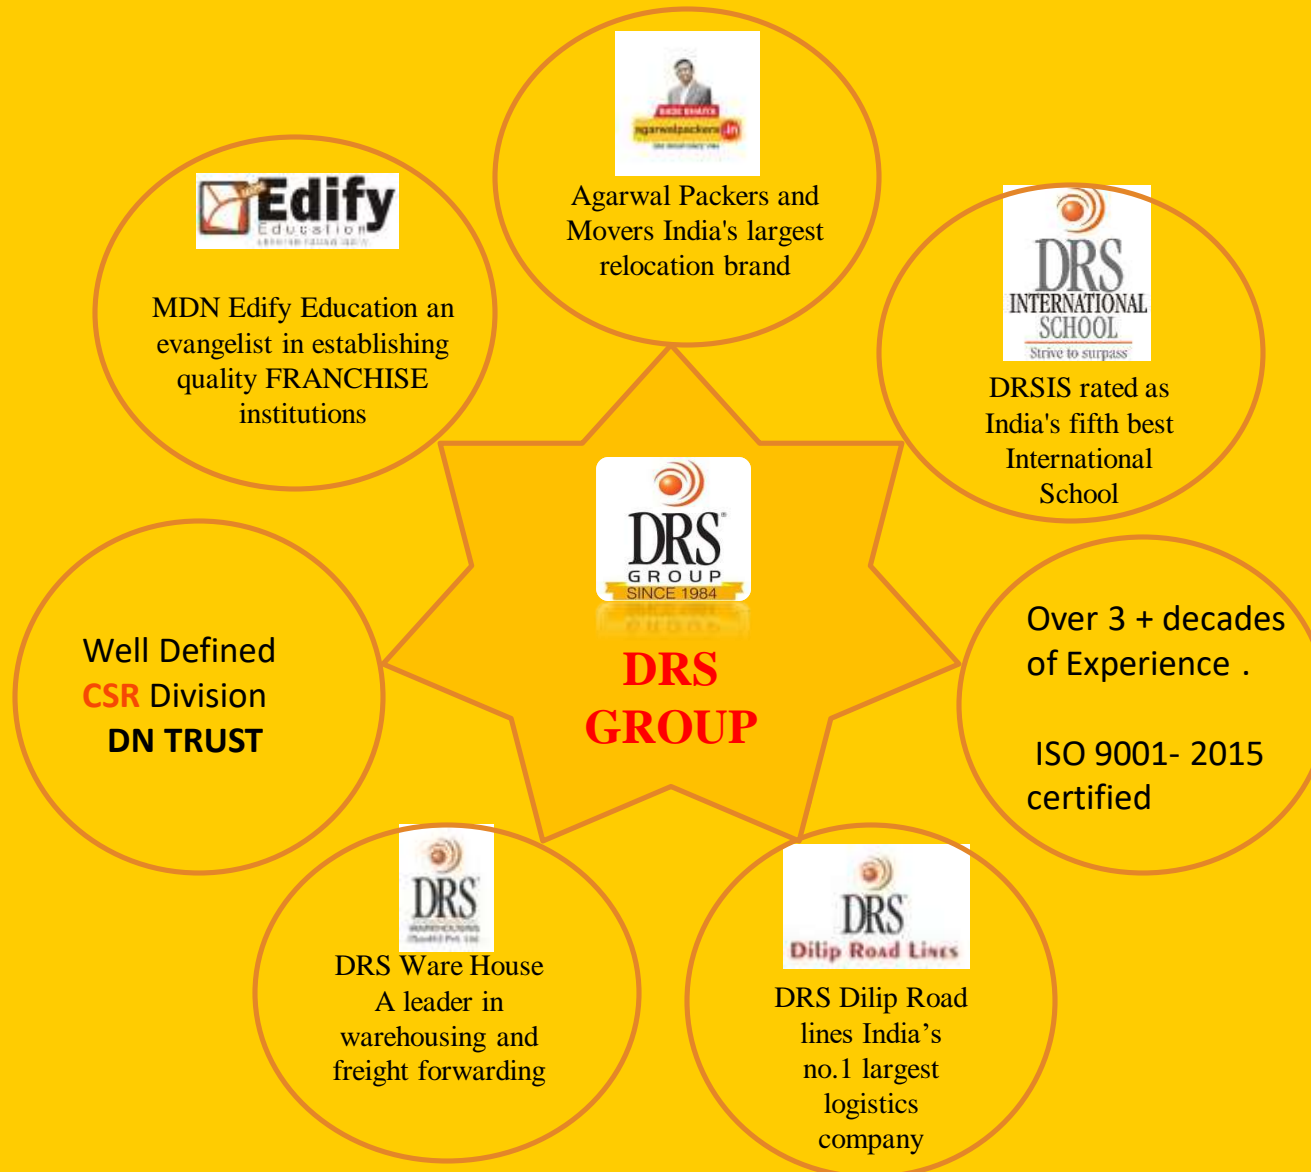 agarwalpackers.in
Agarwal Packers and
Movers India's largest
relocation brand
Edify
Education
MDN Edify Education an
evangelist in establishing
quality FRANCHISE
institutions
DRS
INTERNATIONAL
SCHOOL
Strive to surpass
DRSIS rated as
India's fifth best
International
School
DRS
GROUP
SINCE 1984
DRS
GROUP
Well Defined
CSR Division
DN TRUST
Over 3 + decades
of Experience .
ISO 9001- 2015
certified
DRS
WAREHOUSING
DRS Ware House
A leader in
warehousing and
freight forwarding
DRS
Dilip Road Lines
DRS Dilip Road
lines India’s
no.1 largest
logistics
company